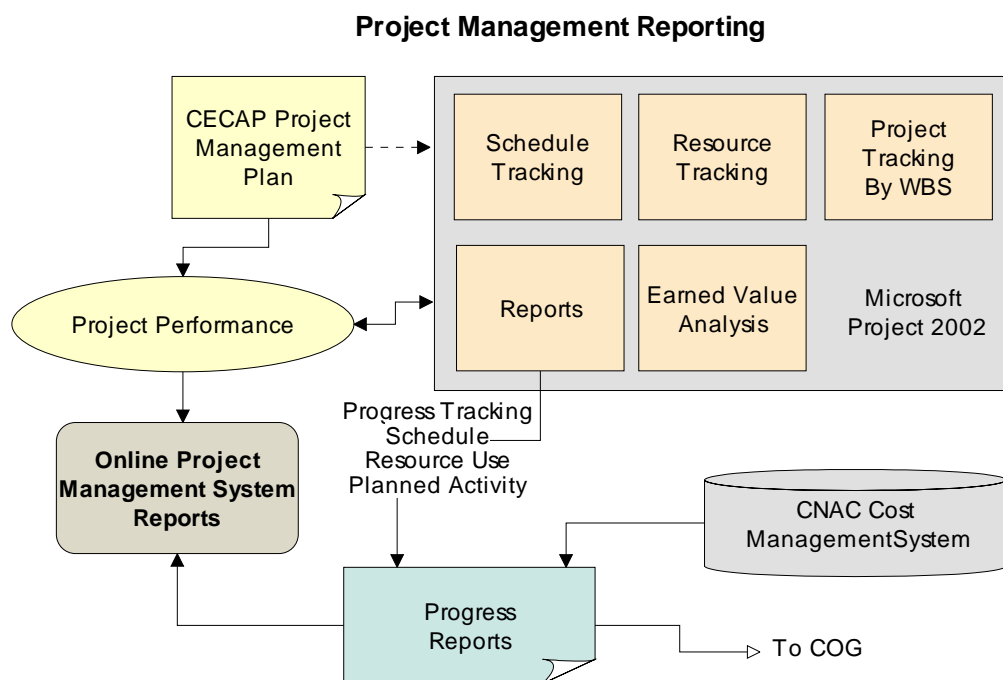 Project Management Reporting
CECAP Project
Management
Plan
Schedule
Tracking
Resource
Tracking
Project
Tracking
By WBS
Project Performance
Reports
Earned Value
Analysis
Microsoft
Project 2002
Progress Tracking
Schedule
Resource Use
Planned Activity
Online Project
Management System
Reports
CNAC Cost
ManagementSystem
Progress
Reports
To COG